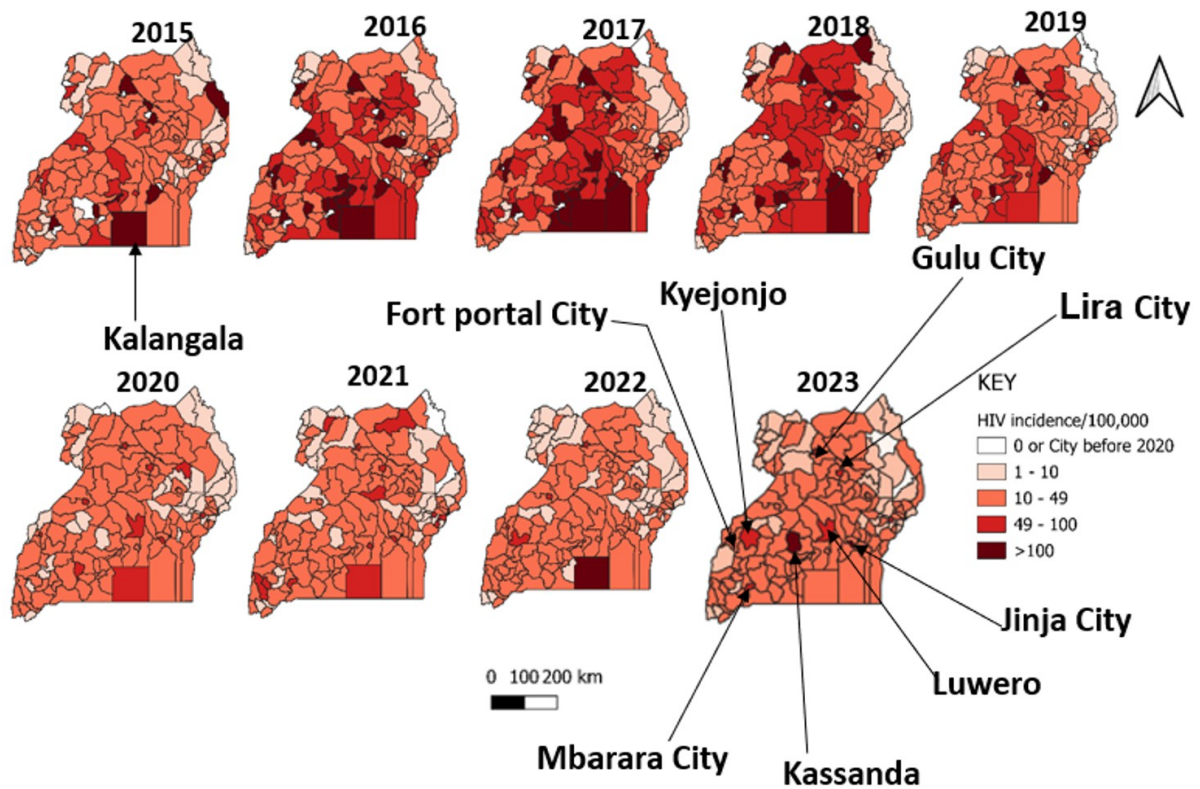 2015
2016
2017
2018
2019
Gulu City
Kyejonjo
Fort portal City
Lira City
Kalangala
2020
2021
2022
2023
KEY
HIV incidence/100,000
0 or City before 2020
1 - 10
10 - 49
49 - 100
>100
Jinja City
0 100 200 km
Luwero
Mbarara City
Kassanda